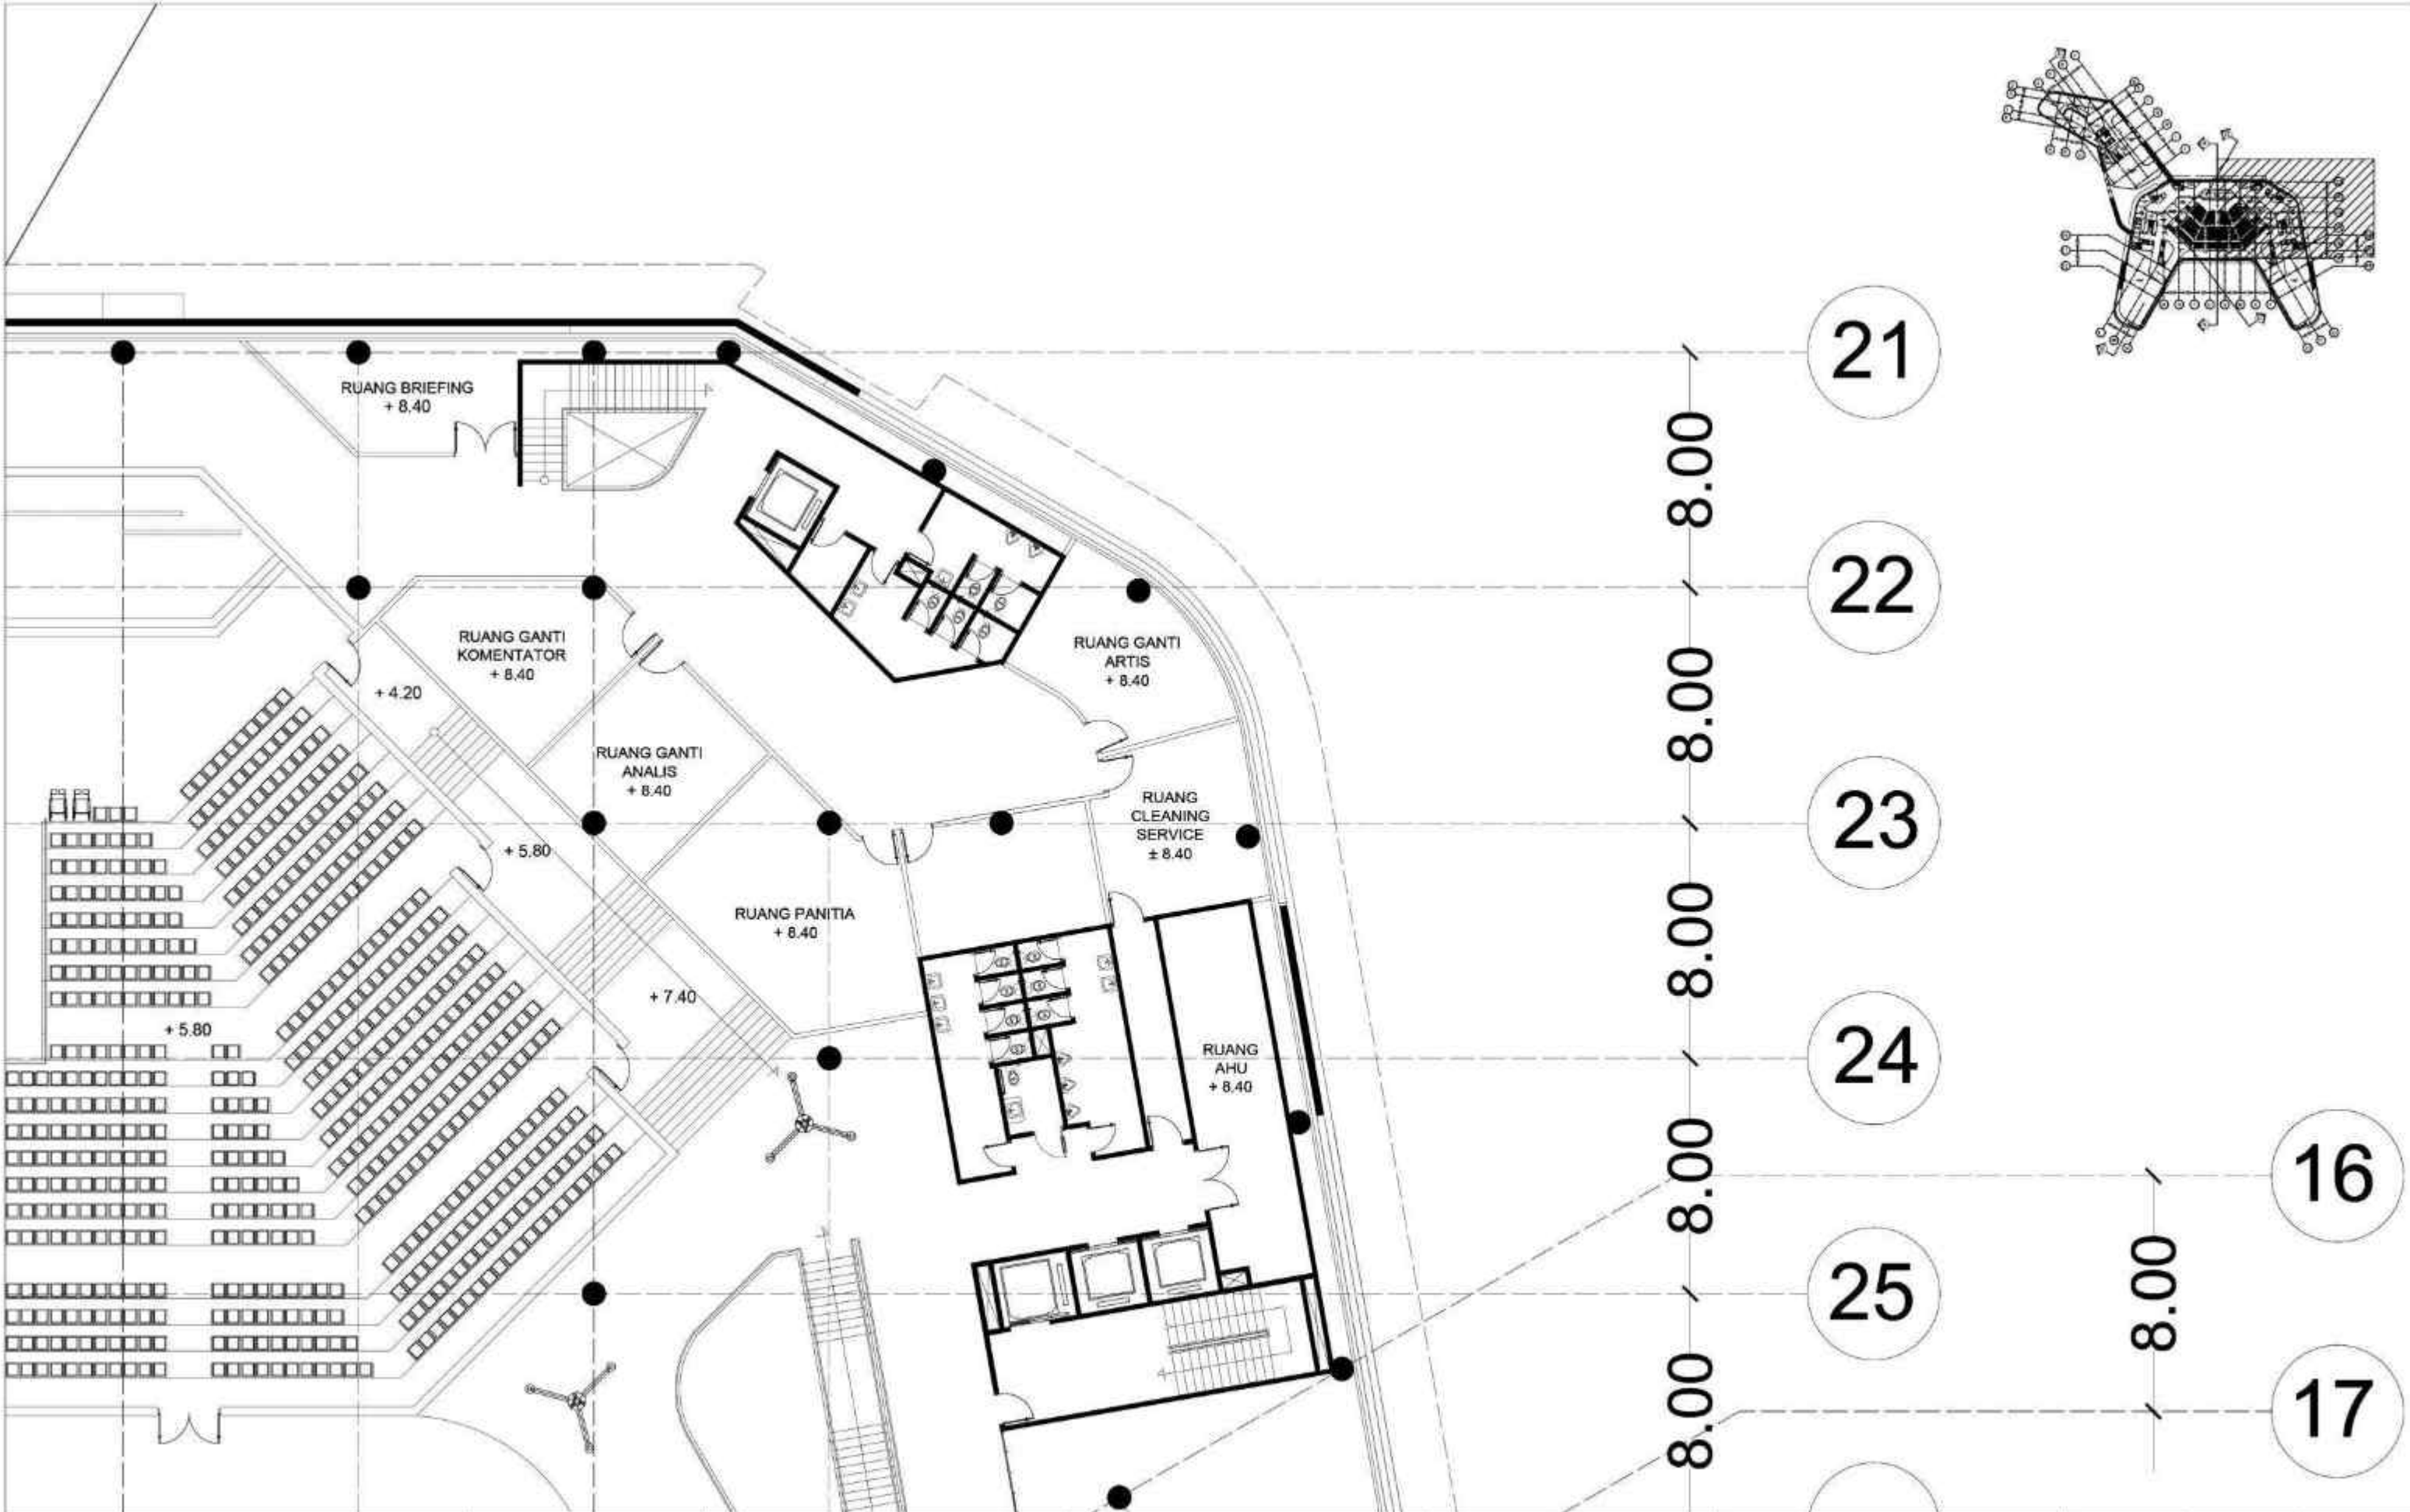 21
RUANG BRIEFING
+ 8.40
8.00
22
RUANG GANTI
KOMENTATOR
+ 8.40
RUANG GANTI
ARTIS
+ 8.40
+ 4.20
8.00
RUANG GANTI
ANALIS
+ 8.40
RUANG
CLEANING
SERVICE
± 8.40
23
+ 5.80
RUANG PANITIA
+ 8.40
8.00
+ 7.40
+ 5.80
RUANG
AHU
+ 8.40
24
8.00
16
25
8.00
8.00
17